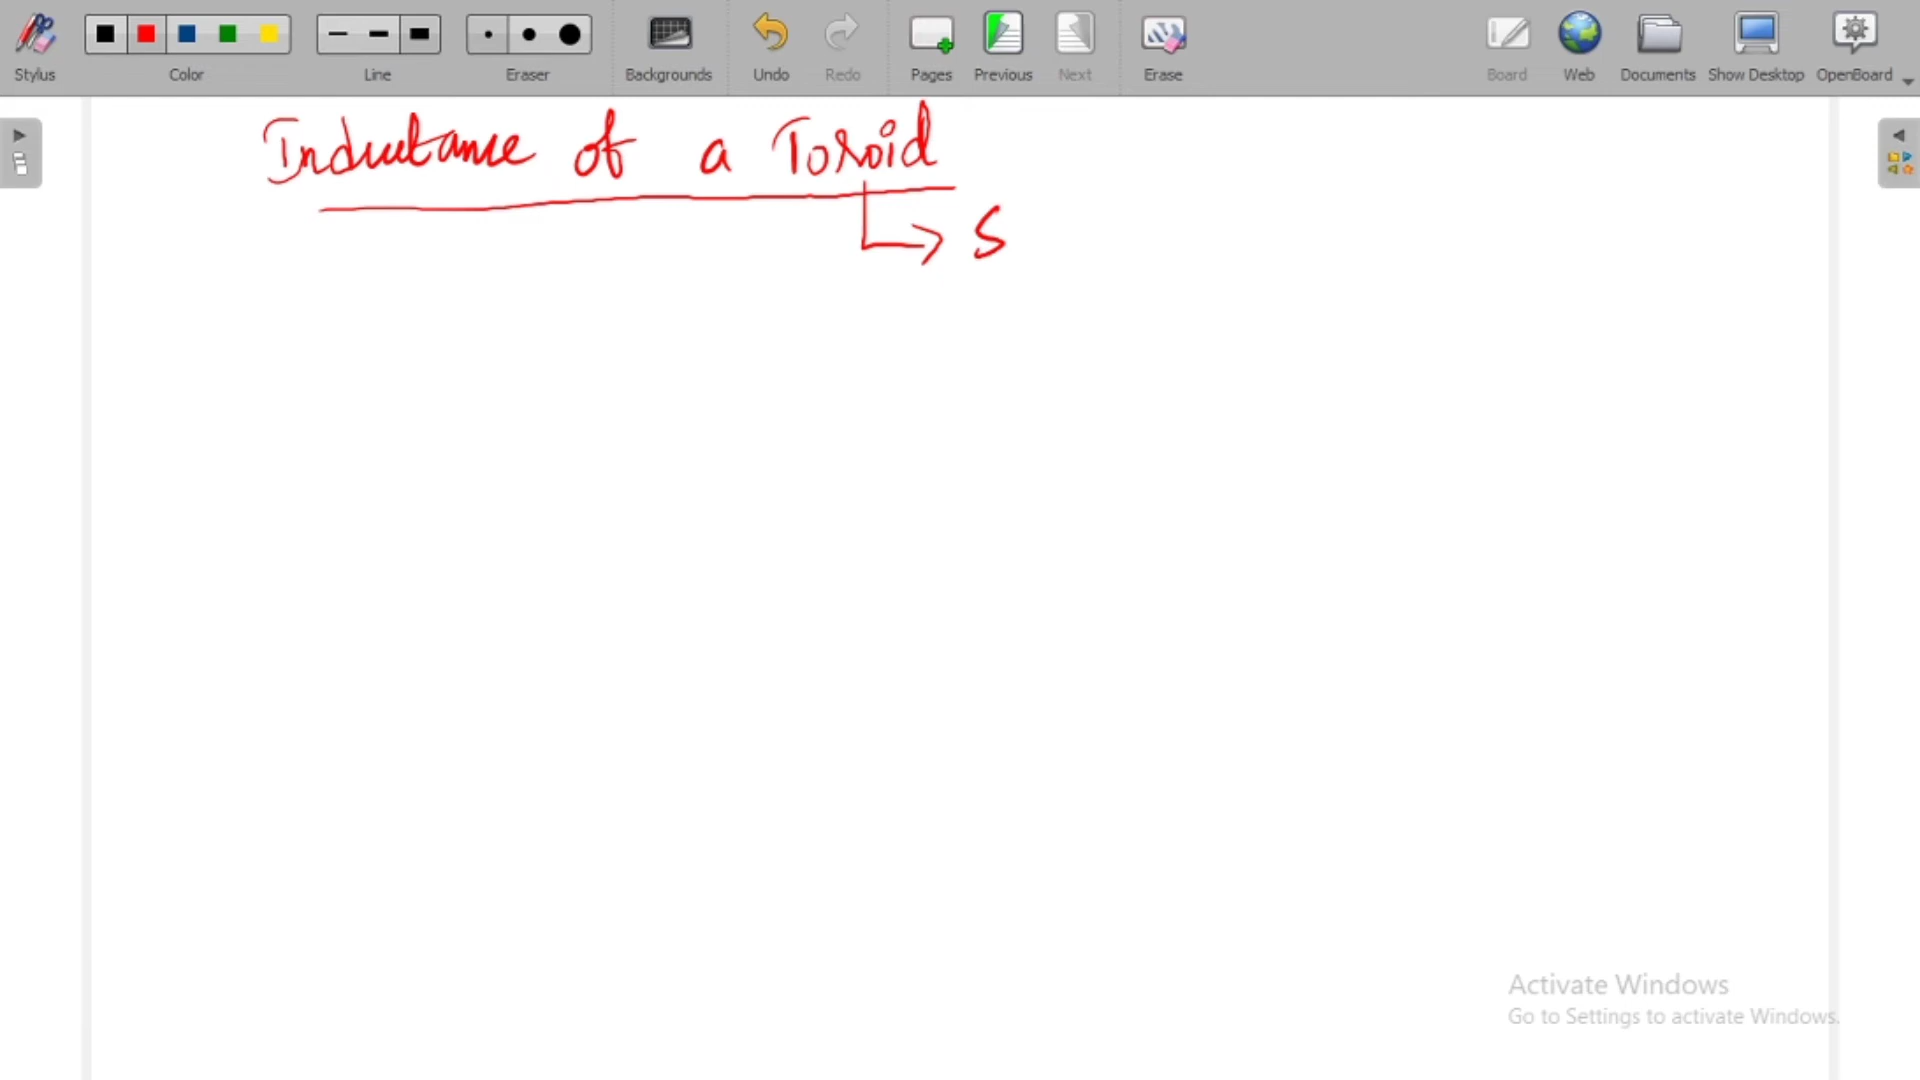 Stylus Color Line Eraser Backgrounds Undo Redo Pages Previous Next Erase Board Web Documents Show Desktop OpenBoard
Inductance of a Toroid
→ S
Activate Windows
Go to Settings to activate Windows.